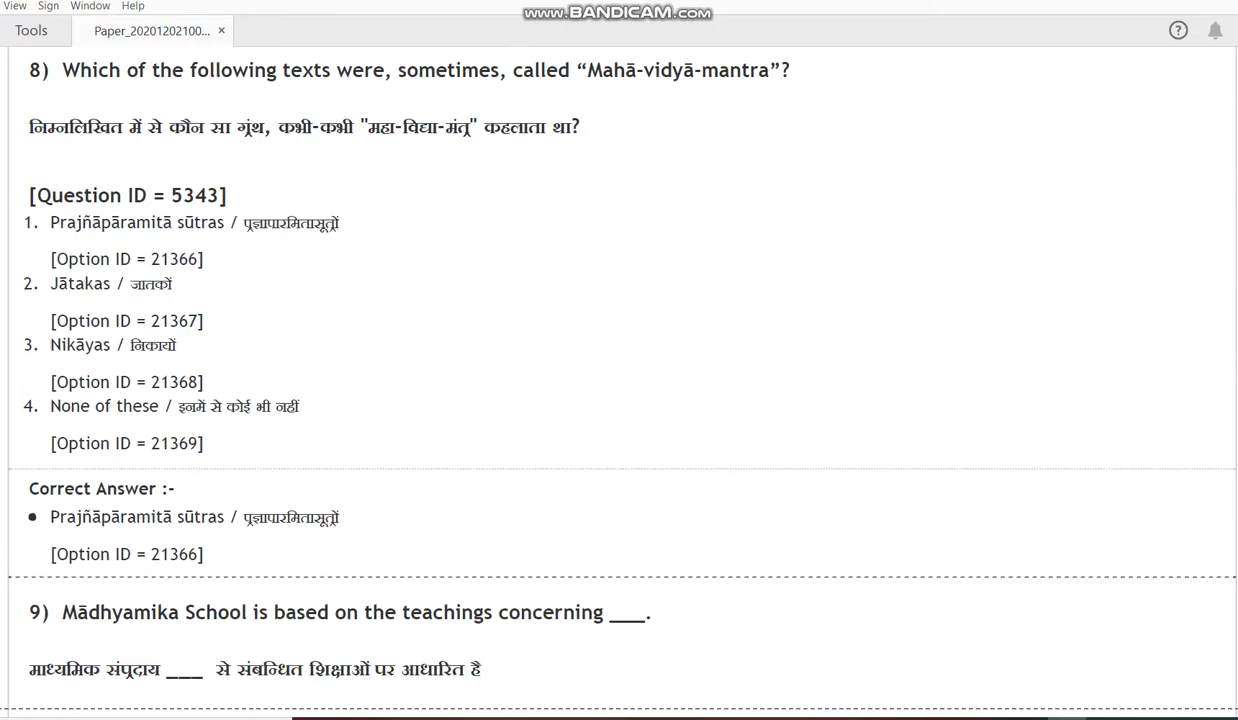 View Sign Window Help
www.BANDICAM.com
Tools Paper_20201202100... ×
8) Which of the following texts were, sometimes, called “Mahā-vidyā-mantra”?
निम्नलिखित में से कौन सा ग्रंथ, कभी-कभी "महा-विद्या-मंत्र" कहलाता था?
[Question ID = 5343]
1. Prajñāpāramitā sūtras / प्रज्ञापारमितासूत्रों
[Option ID = 21366]
2. Jātakas / जातकों
[Option ID = 21367]
3. Nikāyas / निकायों
[Option ID = 21368]
4. None of these / इनमें से कोई भी नहीं
[Option ID = 21369]
Correct Answer :-
• Prajñāpāramitā sūtras / प्रज्ञापारमितासूत्रों
[Option ID = 21366]
9) Mādhyamika School is based on the teachings concerning ___.
माध्यमिक संप्रदाय ___ से संबन्धित शिक्षाओं पर आधारित है